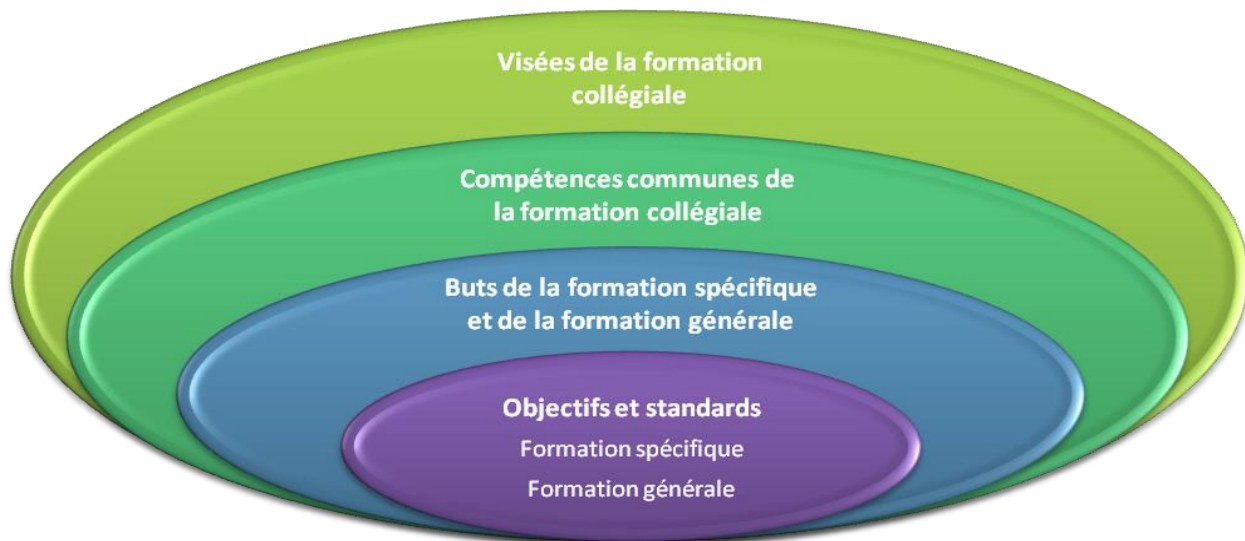 Visées de la formation
collégiale
Compétences communes de
la formation collégiale
Buts de la formation spécifique
et de la formation générale
Objectifs et standards
Formation spécifique
Formation générale